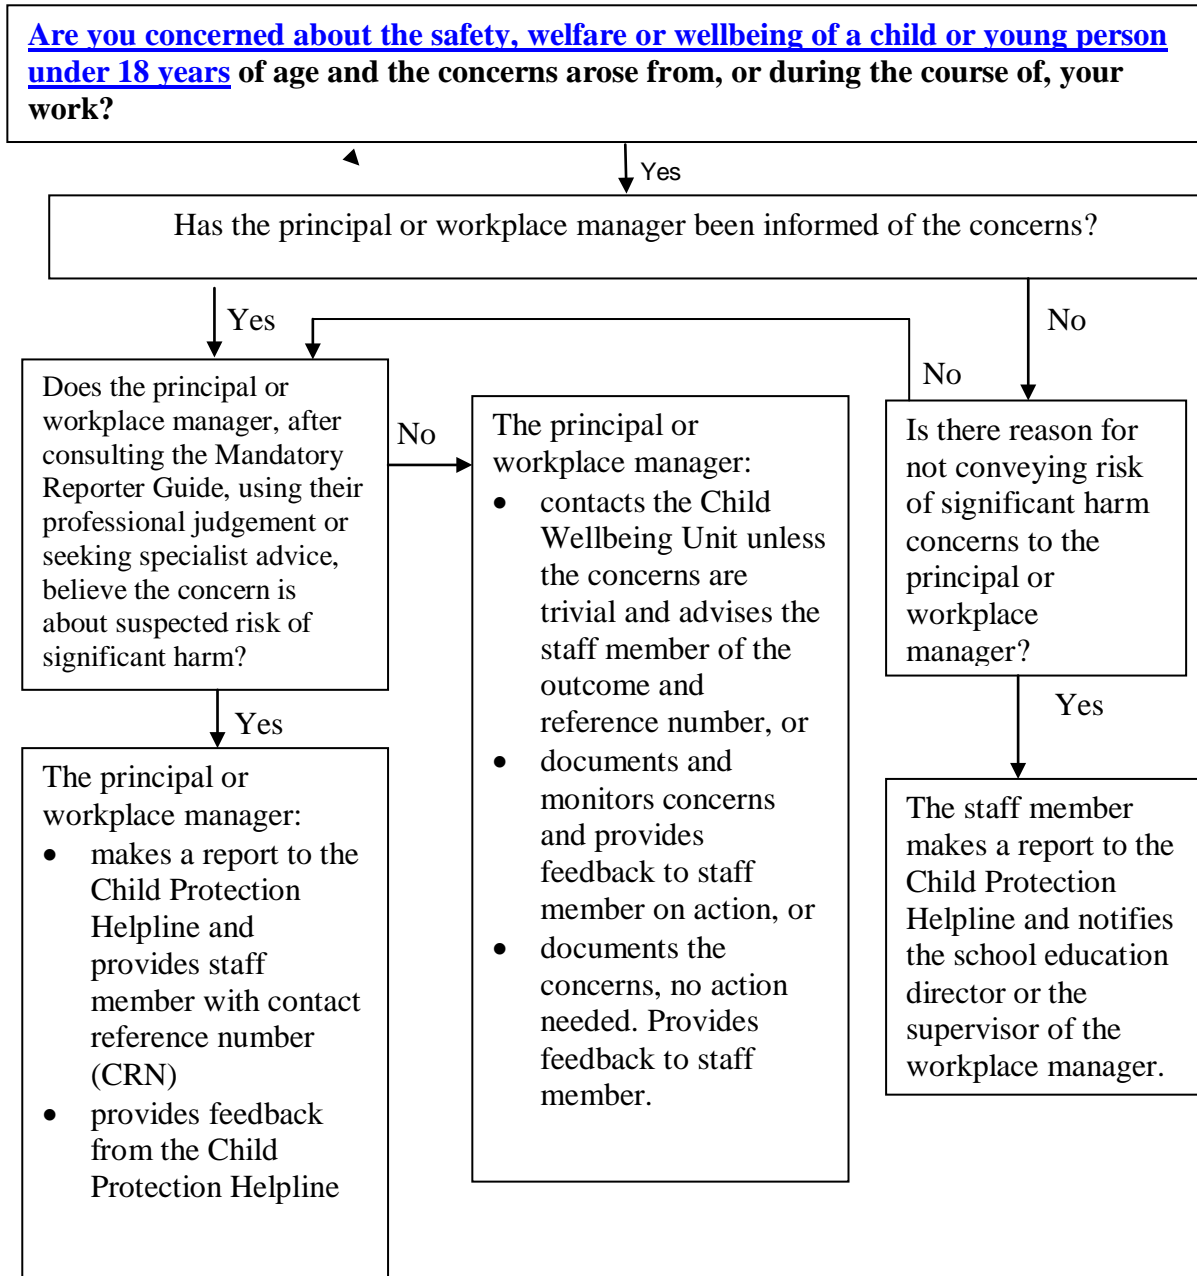 Are you concerned about the safety, welfare or wellbeing of a child or young person
under 18 years of age and the concerns arose from, or during the course of, your
work?
Yes
Has the principal or workplace manager been informed of the concerns?
Yes
No
Does the principal or
workplace manager, after
consulting the Mandatory
Reporter Guide, using their
professional judgement or
seeking specialist advice,
believe the concern is
about suspected risk of
significant harm?
No
The principal or
workplace manager:
• contacts the Child
Wellbeing Unit unless
the concerns are
trivial and advises the
staff member of the
outcome and
reference number, or
• documents and
monitors concerns
and provides
feedback to staff
member on action, or
• documents the
concerns, no action
needed. Provides
feedback to staff
member.
No
Is there reason for
not conveying risk
of significant harm
concerns to the
principal or
workplace
manager?
Yes
The principal or
workplace manager:
• makes a report to the
Child Protection
Helpline and
provides staff
member with contact
reference number
(CRN)
• provides feedback
from the Child
Protection Helpline
Yes
The staff member
makes a report to the
Child Protection
Helpline and notifies
the school education
director or the
supervisor of the
workplace manager.